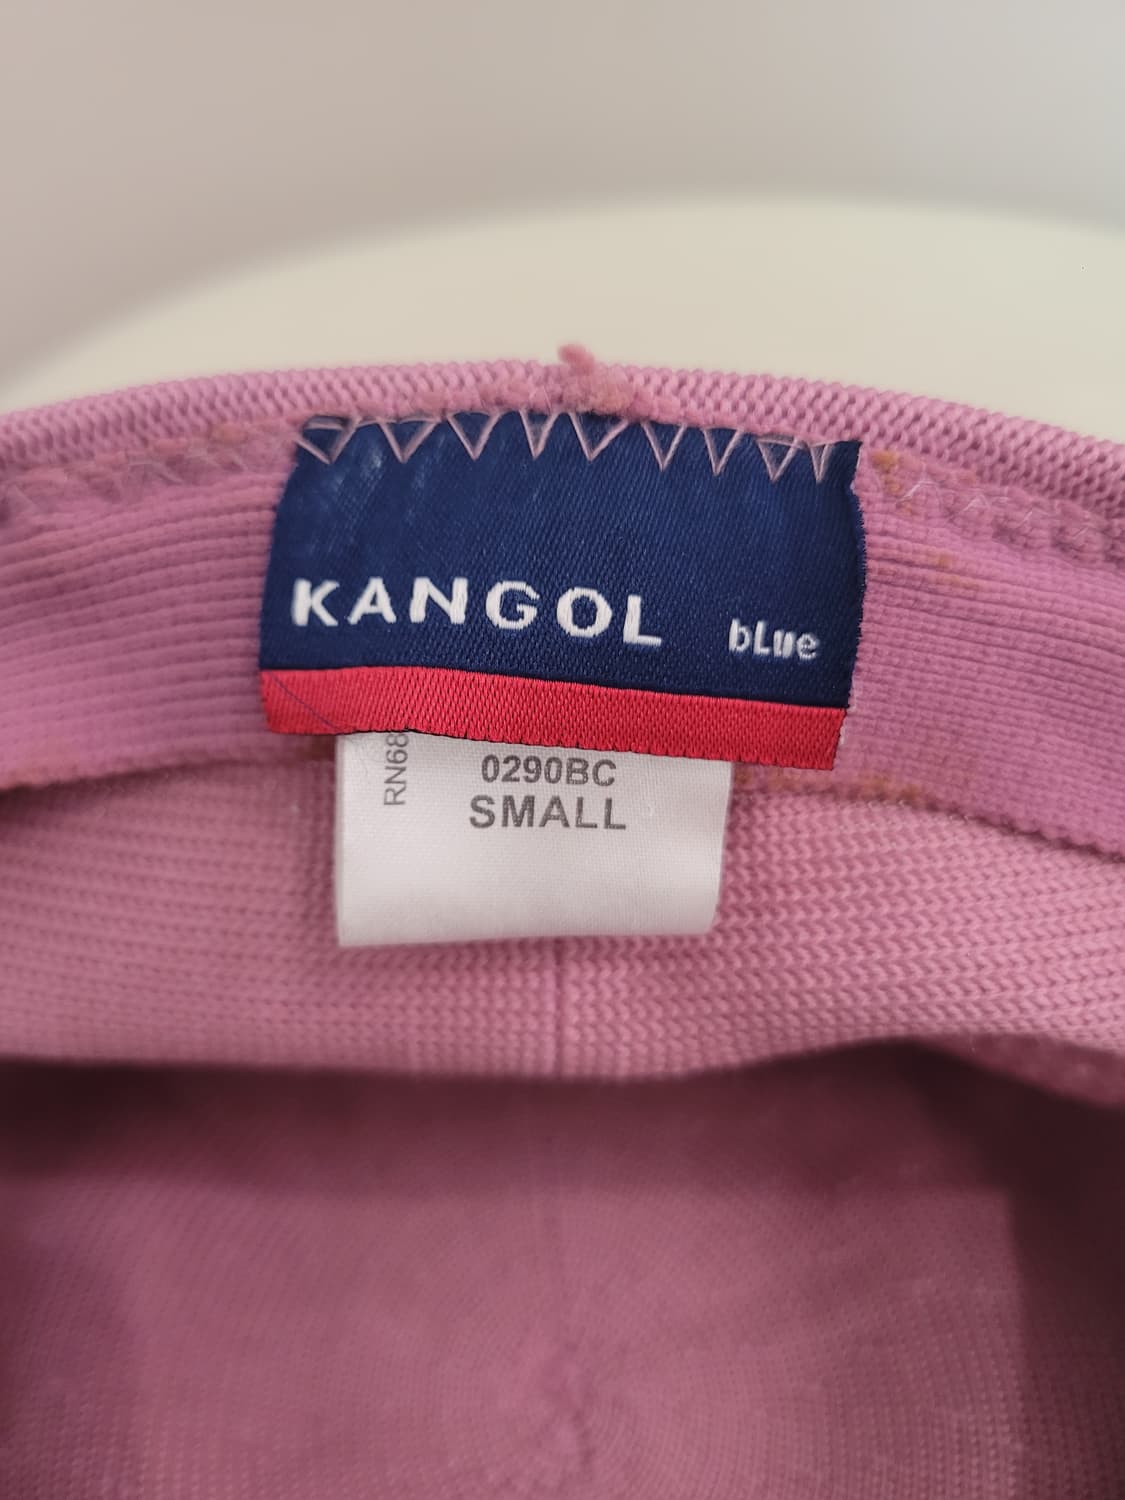 KANGOL bLue
RN68
0290BC
SMALL